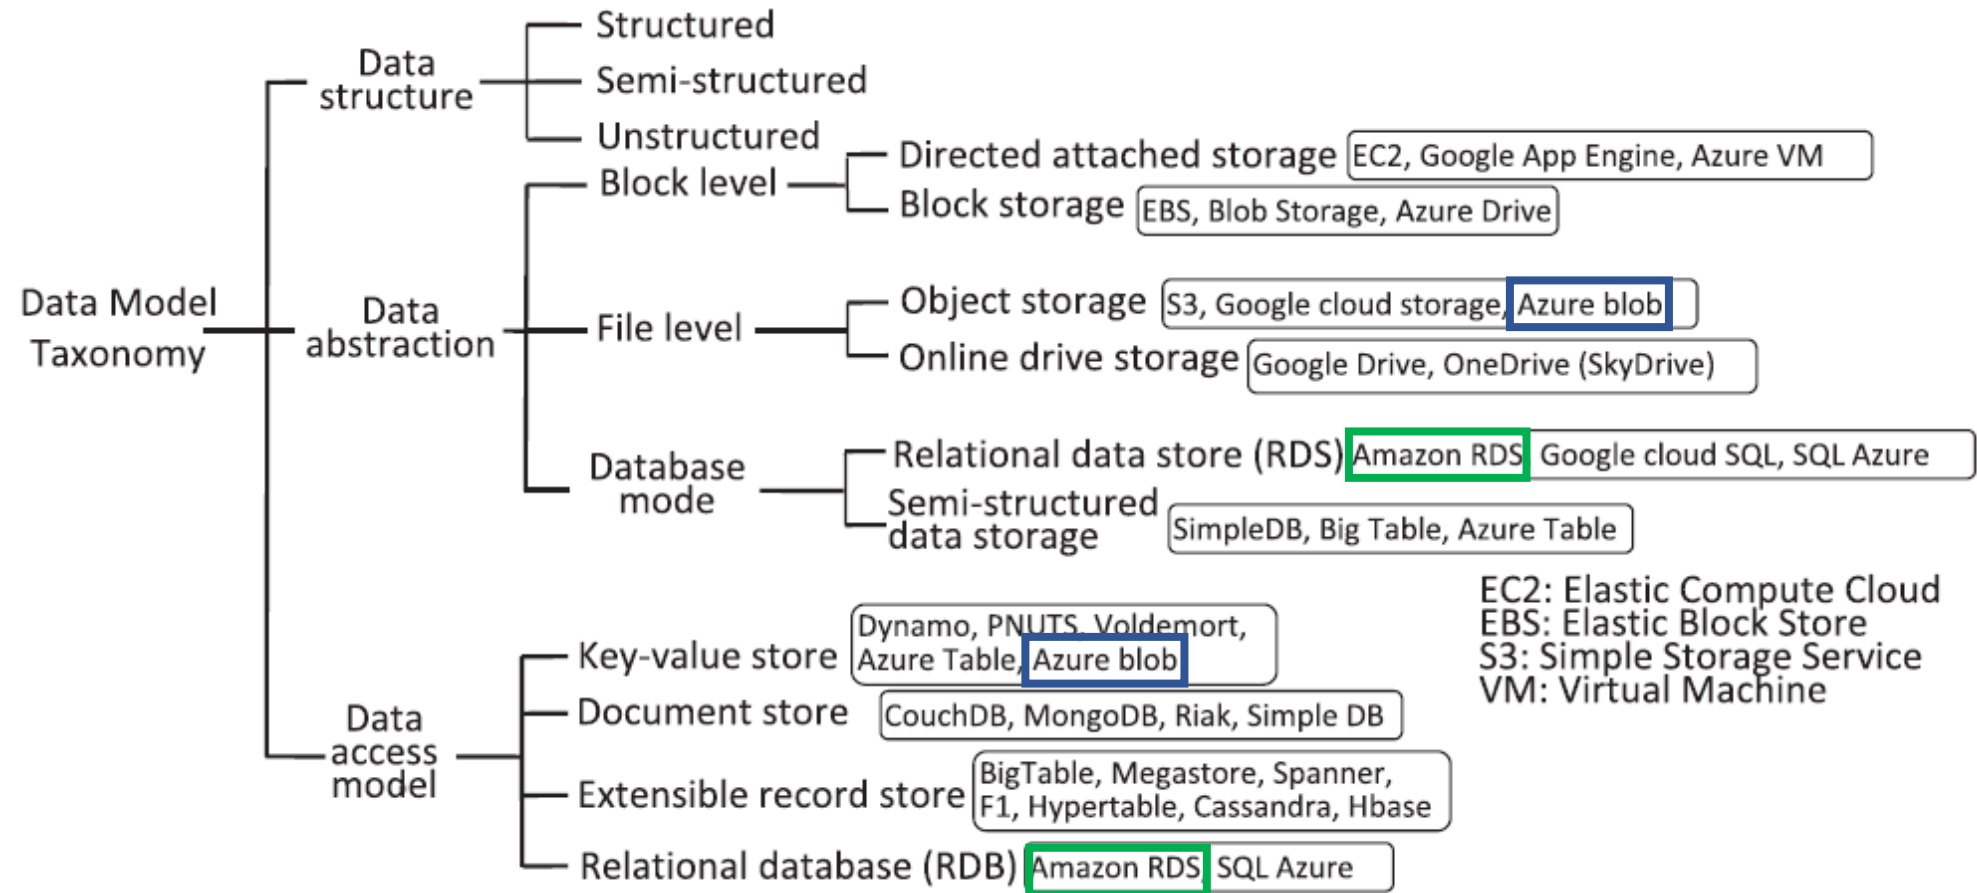 Data Model
Taxonomy
Data
structure
Structured
Semi-structured
Unstructured
Data
abstraction
Block level
Directed attached storage
EC2, Google App Engine, Azure VM
Block storage
EBS, Blob Storage, Azure Drive
File level
Object storage
S3, Google cloud storage, Azure blob
Online drive storage
Google Drive, OneDrive (SkyDrive)
Database
mode
Relational data store (RDS)
Amazon RDS Google cloud SQL, SQL Azure
Semi-structured
data storage
SimpleDB, Big Table, Azure Table
Data
access
model
Key-value store
Dynamo, PNUTS, Voldemort,
Azure Table, Azure blob
Document store
CouchDB, MongoDB, Riak, Simple DB
Extensible record store
BigTable, Megastore, Spanner,
F1, Hypertable, Cassandra, Hbase
Relational database (RDB)
Amazon RDS, SQL Azure
EC2: Elastic Compute Cloud
EBS: Elastic Block Store
S3: Simple Storage Service
VM: Virtual Machine